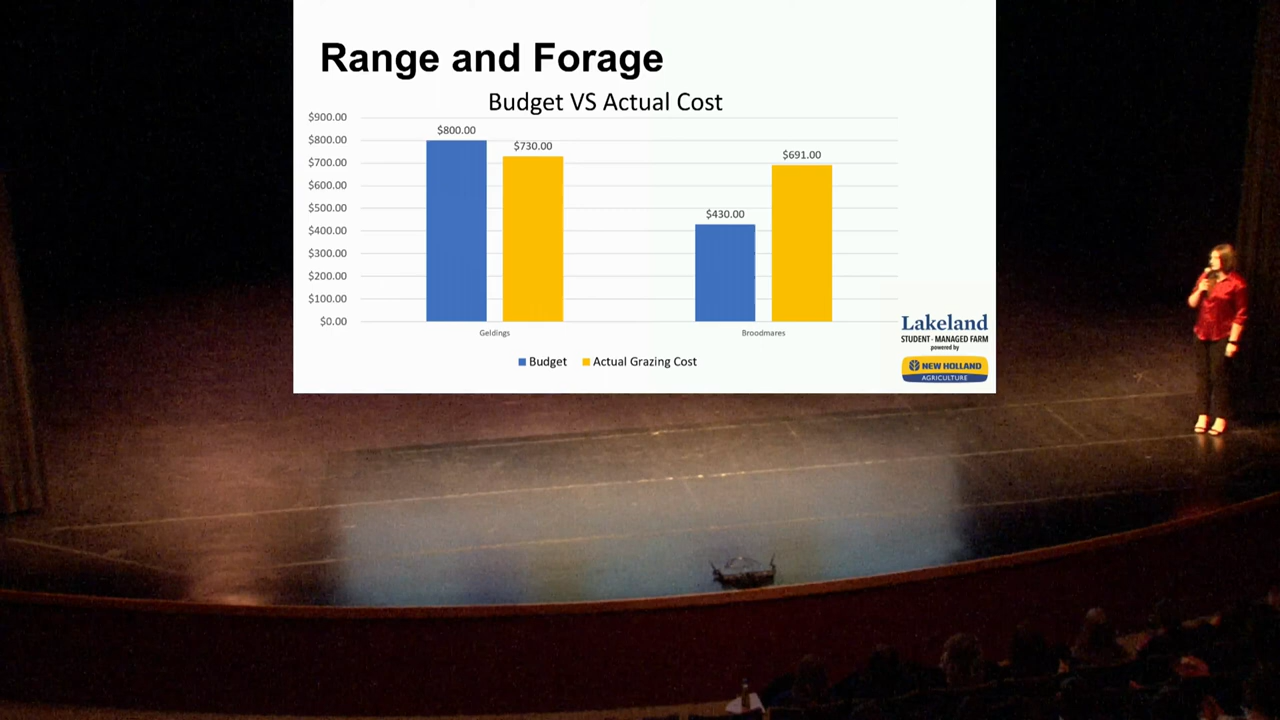 Range and Forage
Budget VS Actual Cost
$900.00
$800.00
$700.00
$600.00
$500.00
$400.00
$300.00
$200.00
$100.00
$0.00
$800.00
$730.00
$430.00
$691.00
Geldings
Broodmares
Budget
Actual Grazing Cost
Lakeland
STUDENT-MANAGED FARM
powered by
NEW HOLLAND
AGRICULTURE